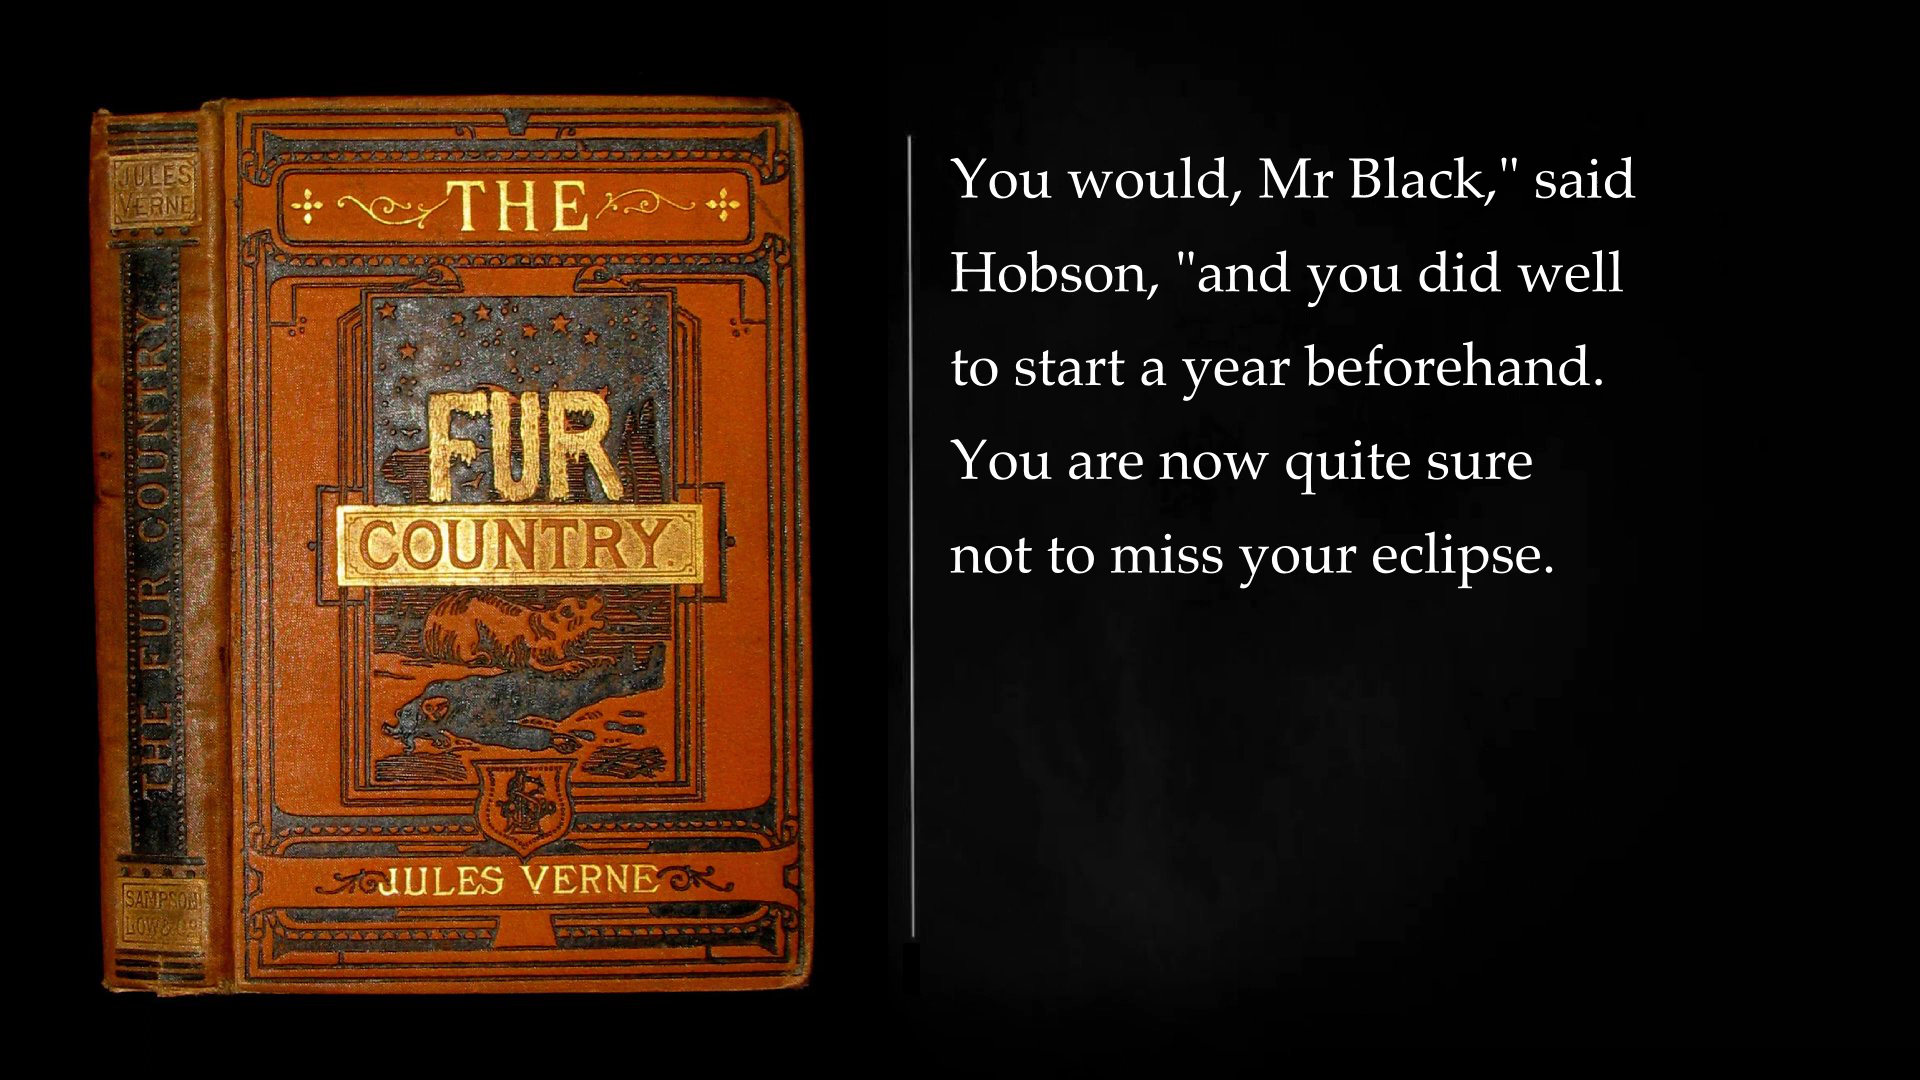 JULES
VERNE
THE FUR COUNTRY.
SAMPSON
LOW & Co
THE
FUR
COUNTRY.
JULES VERNE
You would, Mr Black," said
Hobson, "and you did well
to start a year beforehand.
You are now quite sure
not to miss your eclipse.